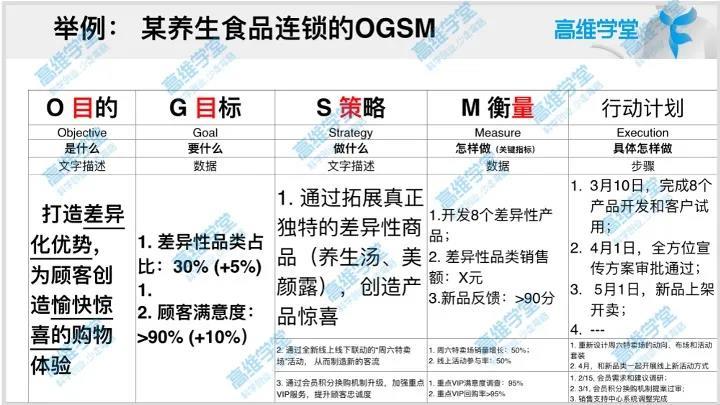 举例： 某养生食品连锁的OGSM
高维学堂
O 目的
G 目标
S 策略
M 衡量
行动计划
Objective
Goal
Strategy
Measure
Execution
是什么
要什么
做什么
怎样做（关键指标）
具体怎样做
文字描述
数据
文字描述
数据
步骤
打造差异
化优势，
为顾客创
造愉快惊
喜的购物
体验
1. 差异性品类占
比：30% (+5%)
1.
2. 顾客满意度：
>90% (+10%）
1. 通过拓展真正
独特的差异性商
品（养生汤、美
颜露），创造产
品惊喜
1.开发8个差异性产
品；
2. 差异性品类销售
额：X元
3.新品反馈：>90分
1. 3月10日，完成8个
产品开发和客户试
用；
2. 4月1日，全方位宣
传方案审批通过；
3. 5月1日，新品上架
开卖；
4. ---
2. 通过全新线上线下联动的“周六特卖
场”活动， 从而制造新的客流
1. 周六特卖场销量增长：50%；
2. 线上活动参与率：50%
1. 重新设计周六特卖场的动向、布场和活动
套装
2. 4月，和新品类一起开展线上新活动方式
3. 通过会员积分换购机制升级，加强重点
VIP服务，提升顾客忠诚度
1. 重点VIP满意度调查：95%
2. 重点VIP回购率>95%
1. 2/15, 会员需求和建议调研；
2. 3/1, 会员积分换购机制提案过审；
3. 销售支持中心系统调整完成